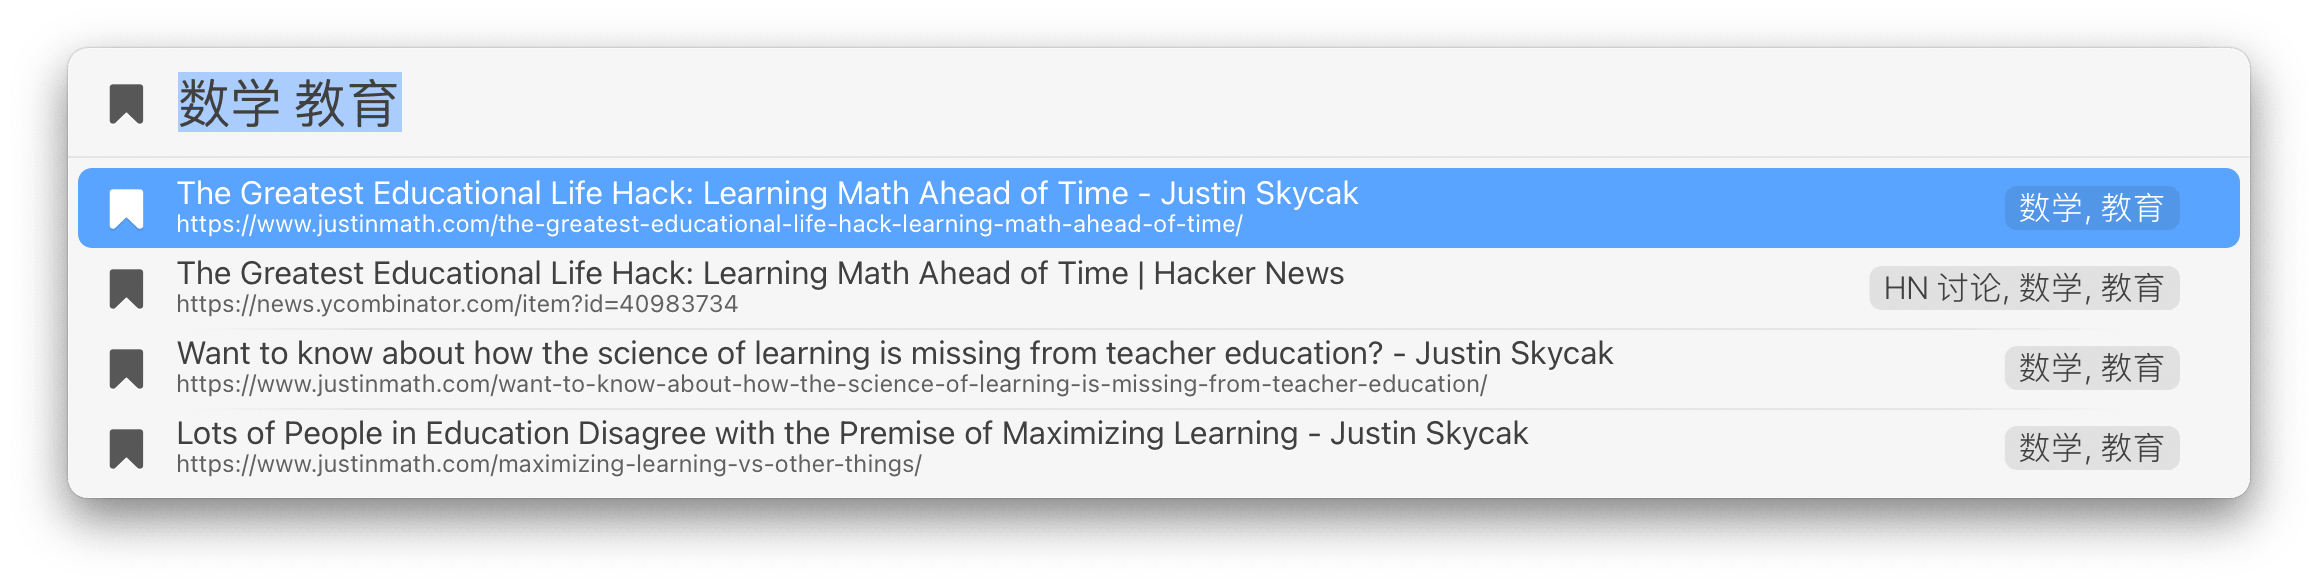 数学 教育
The Greatest Educational Life Hack: Learning Math Ahead of Time - Justin Skycak
数学, 教育
https://www.justinmath.com/the-greatest-educational-life-hack-learning-math-ahead-of-time/
The Greatest Educational Life Hack: Learning Math Ahead of Time | Hacker News
HN 讨论, 数学, 教育
https://news.ycombinator.com/item?id=40983734
Want to know about how the science of learning is missing from teacher education? - Justin Skycak
数学, 教育
https://www.justinmath.com/want-to-know-about-how-the-science-of-learning-is-missing-from-teacher-education/
Lots of People in Education Disagree with the Premise of Maximizing Learning - Justin Skycak
数学, 教育
https://www.justinmath.com/maximizing-learning-vs-other-things/